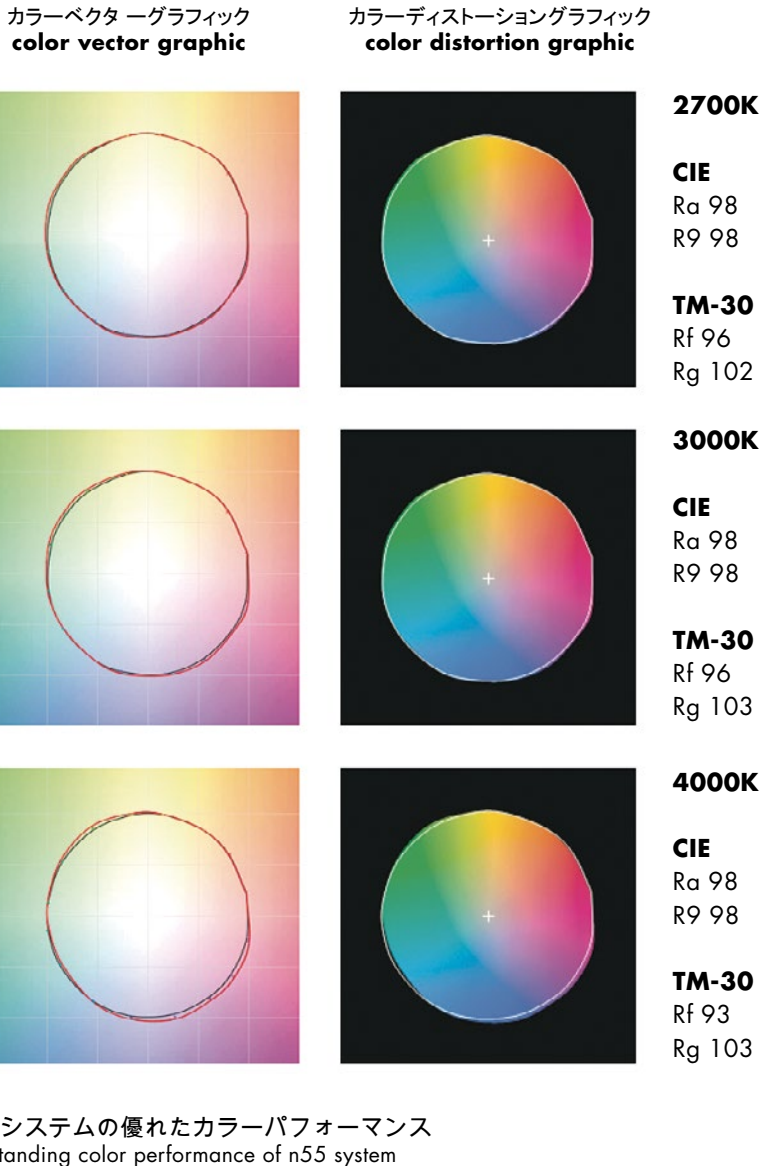 カラーベクターグラフィック
color vector graphic
カラーディストーショングラフィック
color distortion graphic
2700K
CIE
Ra 98
R9 98
TM-30
Rf 96
Rg 102
3000K
CIE
Ra 98
R9 98
TM-30
Rf 96
Rg 103
4000K
CIE
Ra 98
R9 98
TM-30
Rf 93
Rg 103
システムの優れたカラーパフォーマンス
tanding color performance of n55 system